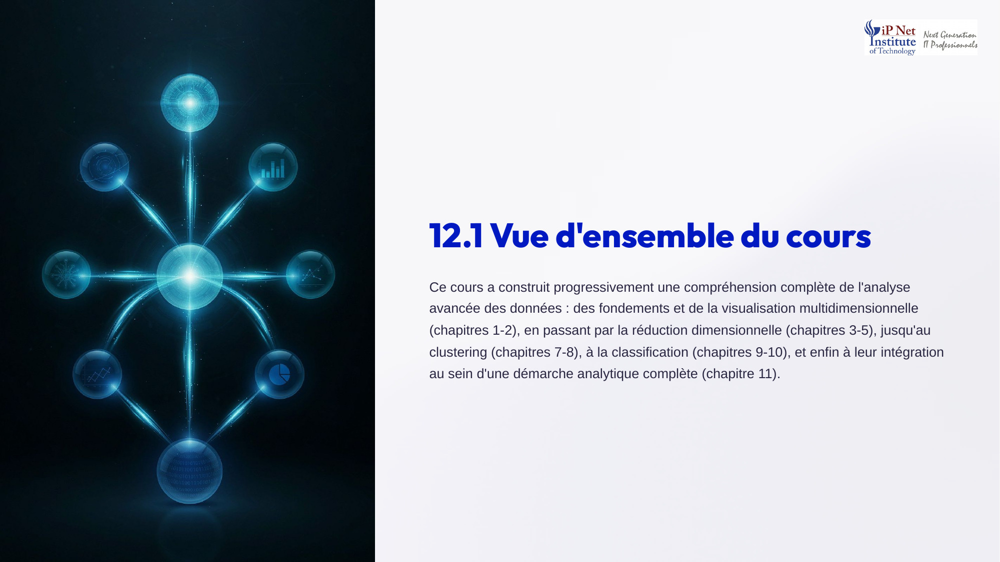 iP Net
Institute
of Technology
Next Generation
IT Professionnels
12.1 Vue d'ensemble du cours
Ce cours a construit progressivement une compréhension complète de l'analyse
avancée des données : des fondements et de la visualisation multidimensionnelle
(chapitres 1-2), en passant par la réduction dimensionnelle (chapitres 3-5), jusqu'au
clustering (chapitres 7-8), à la classification (chapitres 9-10), et enfin à leur intégration
au sein d'une démarche analytique complète (chapitre 11).